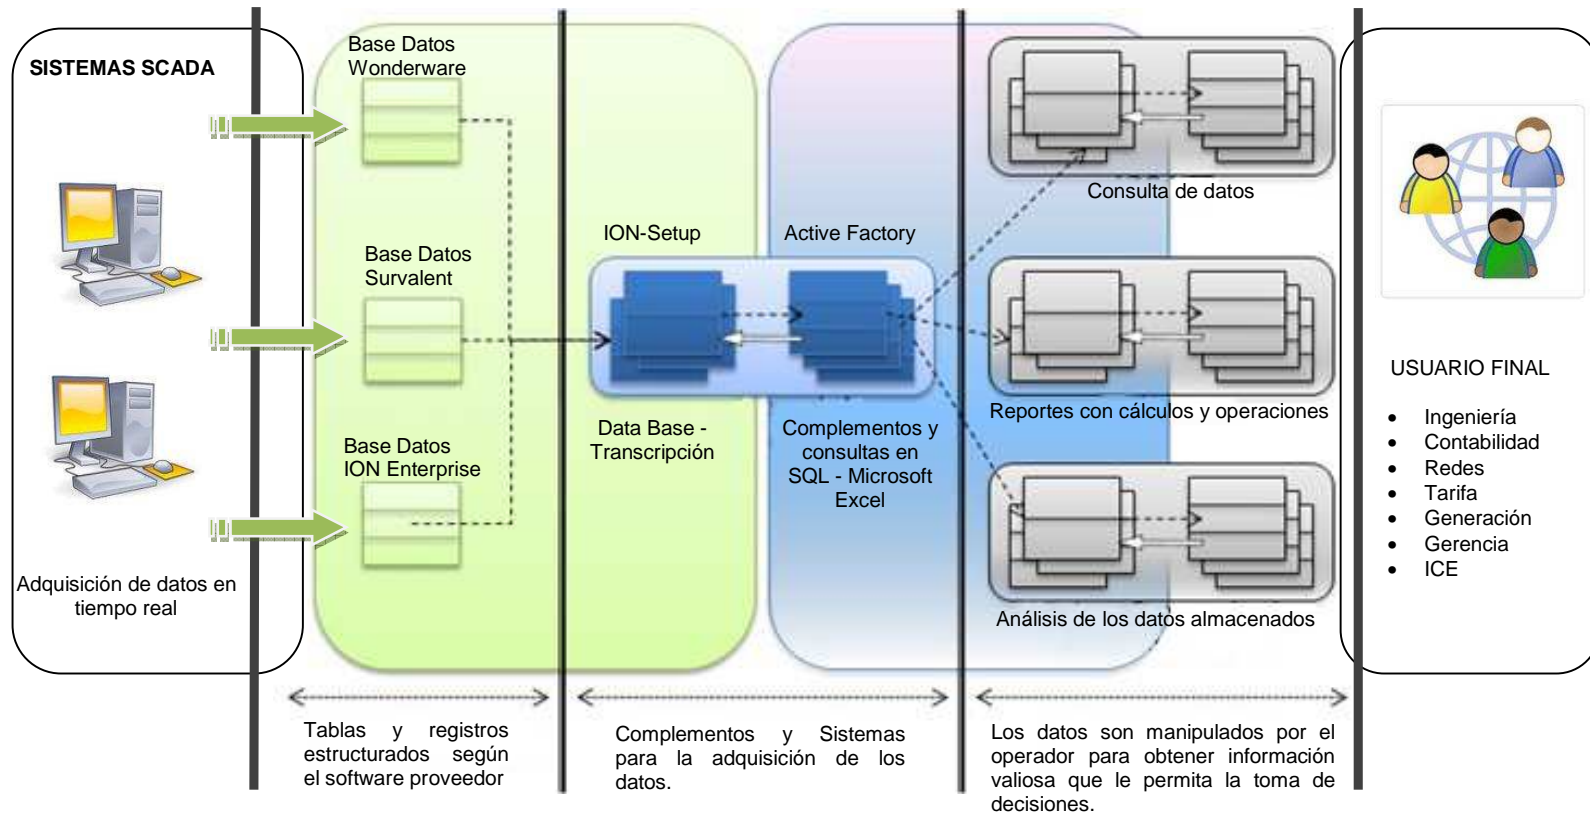 SISTEMAS SCADA
Adquisición de datos en
tiempo real
Base Datos
Wonderware
Base Datos
Survalent
Base Datos
ION Enterprise
ION-Setup
Data Base -
Transcripción
Active Factory
Complementos y
consultas en
SQL - Microsoft
Excel
Consulta de datos
Reportes con cálculos y operaciones
Análisis de los datos almacenados
USUARIO FINAL
• Ingeniería
• Contabilidad
• Redes
• Tarifa
• Generación
• Gerencia
• ICE
Tablas y registros
estructurados según
el software proveedor
Complementos y Sistemas
para la adquisición de los
datos.
Los datos son manipulados por el
operador para obtener información
valiosa que le permita la toma de
decisiones.